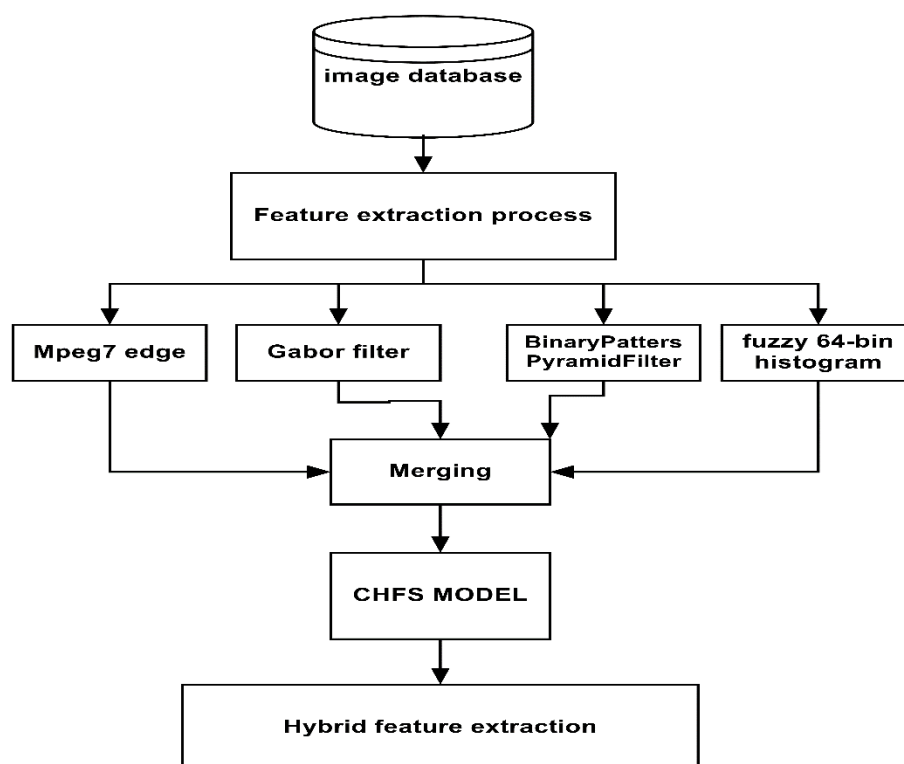 image database
Feature extraction process
Mpeg7 edge
Gabor filter
BinaryPatters
PyramidFilter
fuzzy 64-bin
histogram
Merging
CHFS MODEL
Hybrid feature extraction